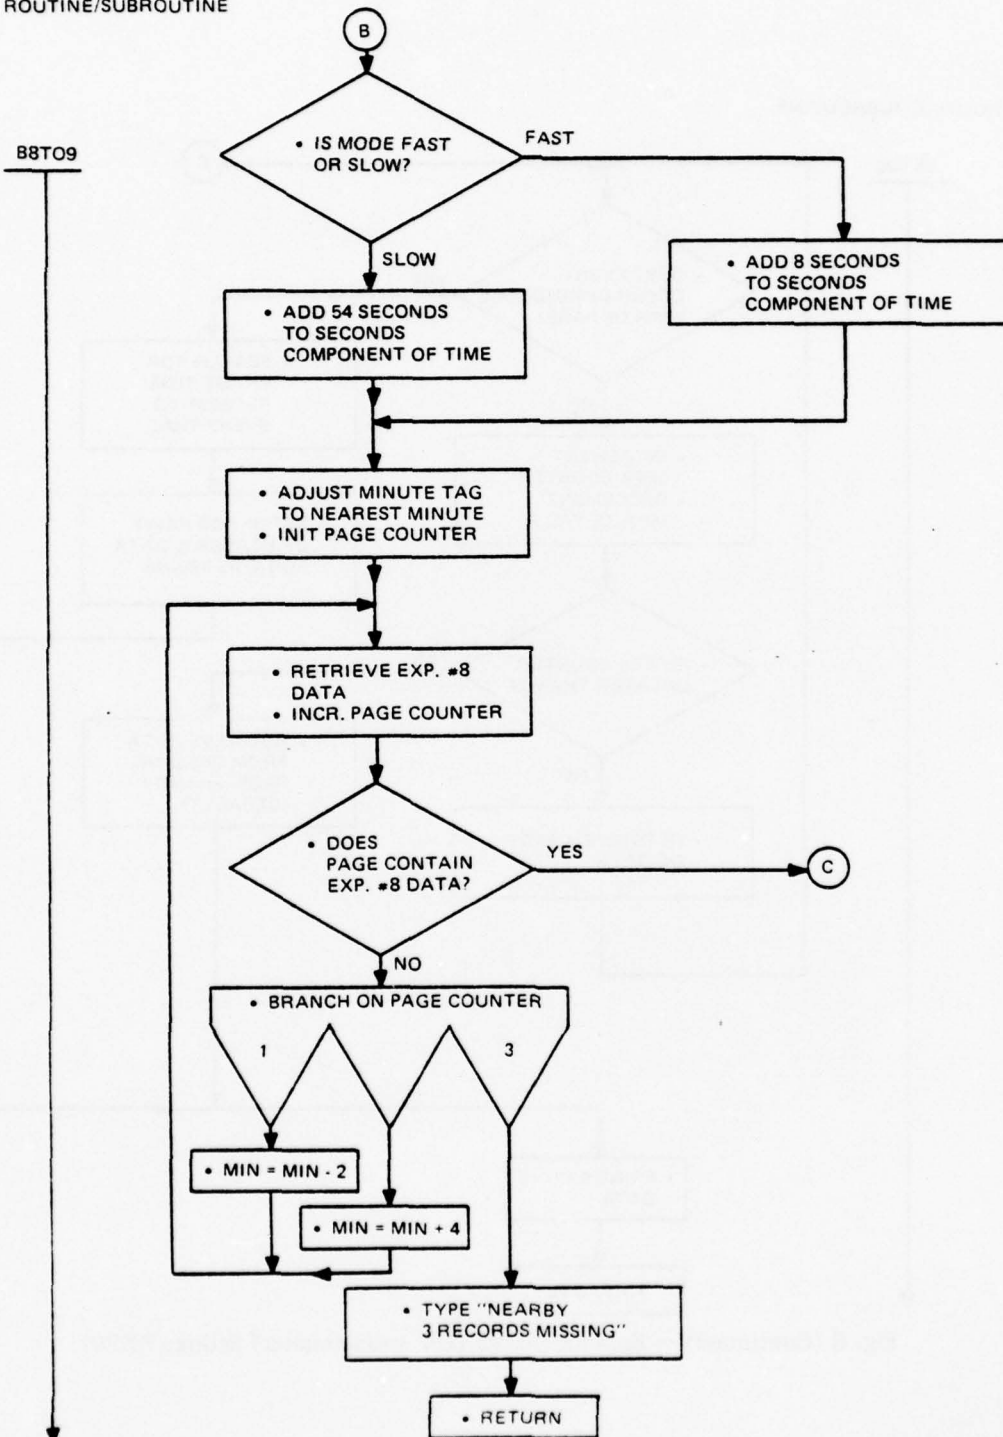 ROUTINE/SUBROUTINE
B
B8TO9
• IS MODE FAST
OR SLOW?
FAST
SLOW
• ADD 8 SECONDS
TO SECONDS
COMPONENT OF TIME
• ADD 54 SECONDS
TO SECONDS
COMPONENT OF TIME
• ADJUST MINUTE TAG
TO NEAREST MINUTE
• INIT PAGE COUNTER
• RETRIEVE EXP. #8
DATA
• INCR. PAGE COUNTER
• DOES
PAGE CONTAIN
EXP. #8 DATA?
YES
C
NO
• BRANCH ON PAGE COUNTER
1
3
• MIN = MIN - 2
• MIN = MIN + 4
• TYPE "NEARBY
3 RECORDS MISSING"
• RETURN